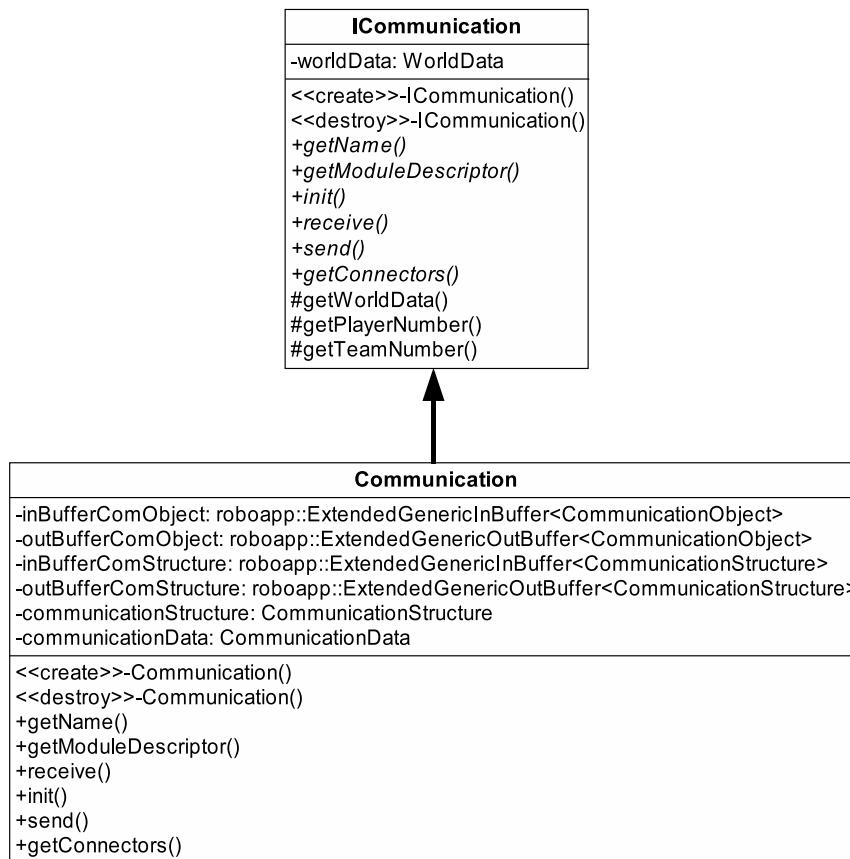 ICommunication
-worldData: WorldData
<<create>>-ICommunication()
<<destroy>>-ICommunication()
+getName()
+getModuleDescriptor()
+init()
+receive()
+send()
+getConnectors()
#getWorldData()
#getPlayerNumber()
#getTeamNumber()
Communication
-inBufferComObject: roboapp::ExtendedGenericInBuffer<CommunicationObject>
-outBufferComObject: roboapp::ExtendedGenericOutBuffer<CommunicationObject>
-inBufferComStructure: roboapp::ExtendedGenericInBuffer<CommunicationStructure>
-outBufferComStructure: roboapp::ExtendedGenericOutBuffer<CommunicationStructure>
-communicationStructure: CommunicationStructure
-communicationData: CommunicationData
<<create>>-Communication()
<<destroy>>-Communication()
+getName()
+getModuleDescriptor()
+receive()
+init()
+send()
+getConnectors()